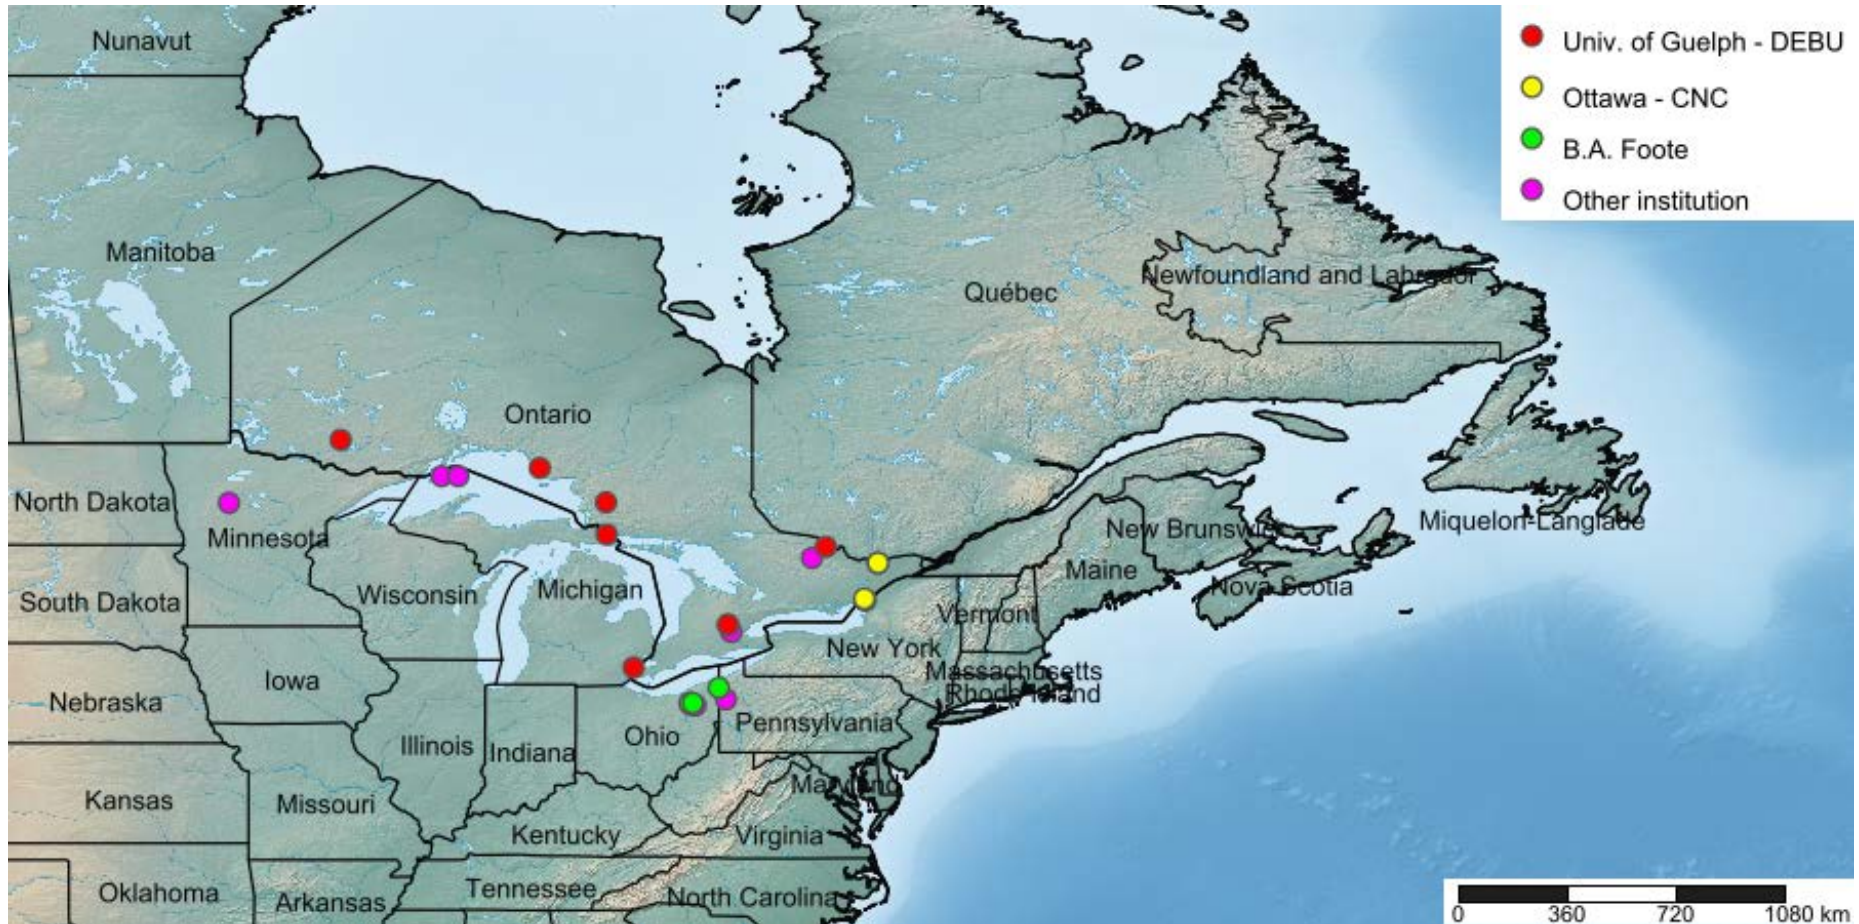 Nunavut
Univ. of Guelph - DEBU
Ottawa - CNC
B.A. Foote
Other institution
Manitoba
Québec
Newfoundland and Labrador
Ontario
North Dakota
Minnesota
New Brunswick
Miquelon-Langlade
Maine
Nova Scotia
South Dakota
Wisconsin
Michigan
Vermont
New York
Massachusetts
Rhode Island
Iowa
Nebraska
Illinois
Indiana
Ohio
Pennsylvania
Kansas
Missouri
Maryland
Kentucky
Virginia
Oklahoma
Arkansas
Tennessee
North Carolina
0 360 720 1080 km